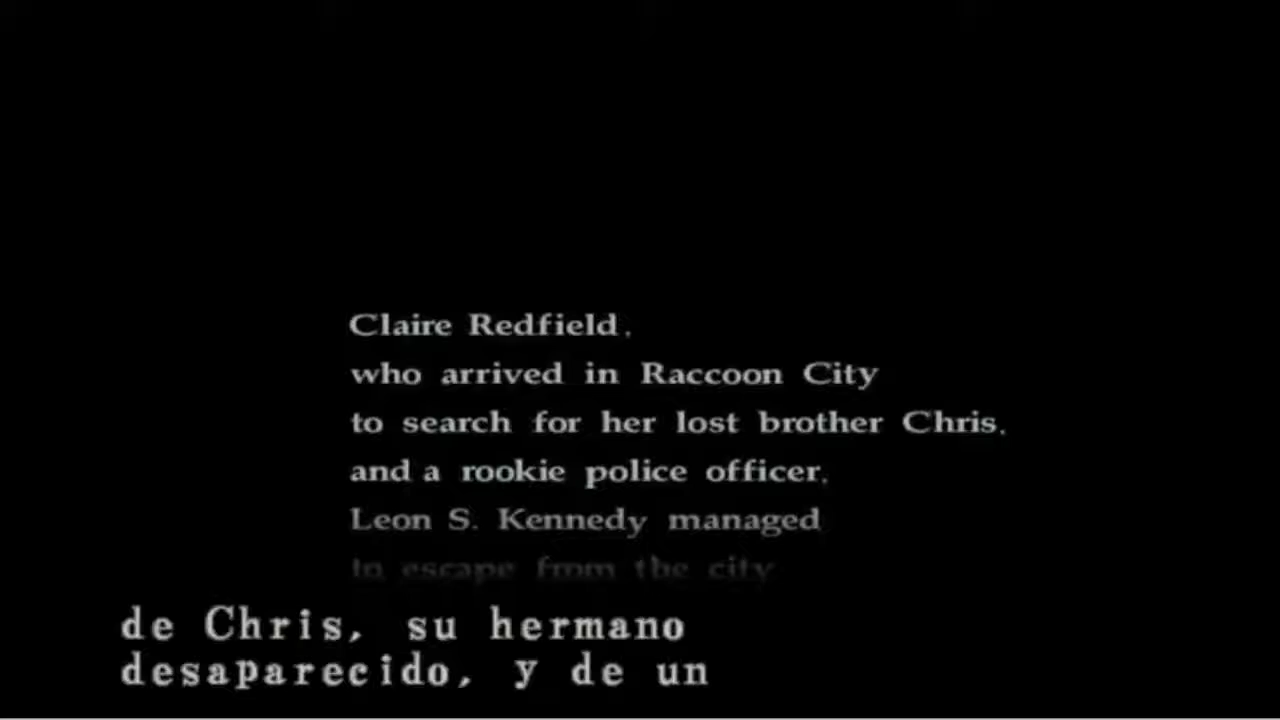 Claire Redfield,
who arrived in Raccoon City
to search for her lost brother Chris,
and a rookie police officer,
Leon S. Kennedy managed
to escape from the city
de Chris, su hermano
desaparecido, y de un